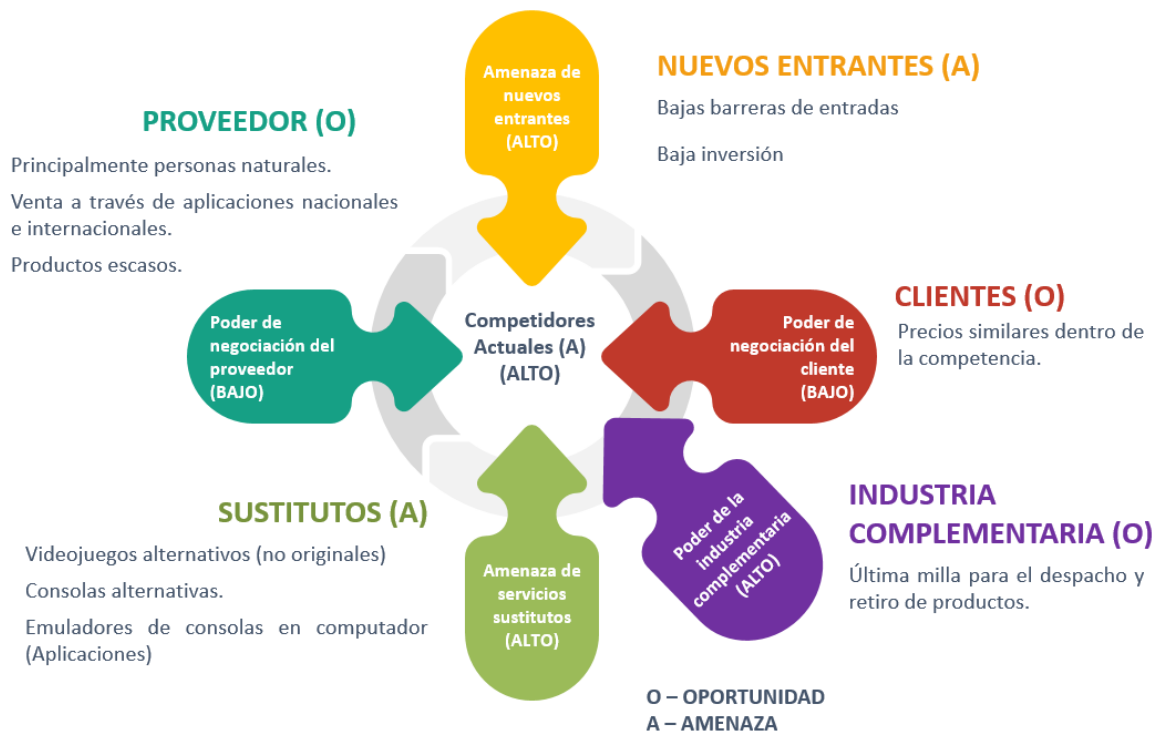 Amenaza de
nuevos
entrantes
(ALTO)
NUEVOS ENTRANTES (A)
Bajas barreras de entradas
Baja inversión
PROVEEDOR (O)
Principalmente personas naturales.
Venta a través de aplicaciones nacionales
e internacionales.
Productos escasos.
Poder de
negociación del
proveedor
(BAJO)
Competidores
Actuales (A)
(ALTO)
Poder de
negociación del
cliente
(BAJO)
CLIENTES (O)
Precios similares dentro de
la competencia.
SUSTITUTOS (A)
Videojuegos alternativos (no originales)
Consolas alternativas.
Emuladores de consolas en computador
(Aplicaciones)
Amenaza de
servicios
sustitutos
(ALTO)
Poder de la
industria
complementaria
(ALTO)
INDUSTRIA
COMPLEMENTARIA (O)
Última milla para el despacho y
retiro de productos.
O – OPORTUNIDAD
A – AMENAZA